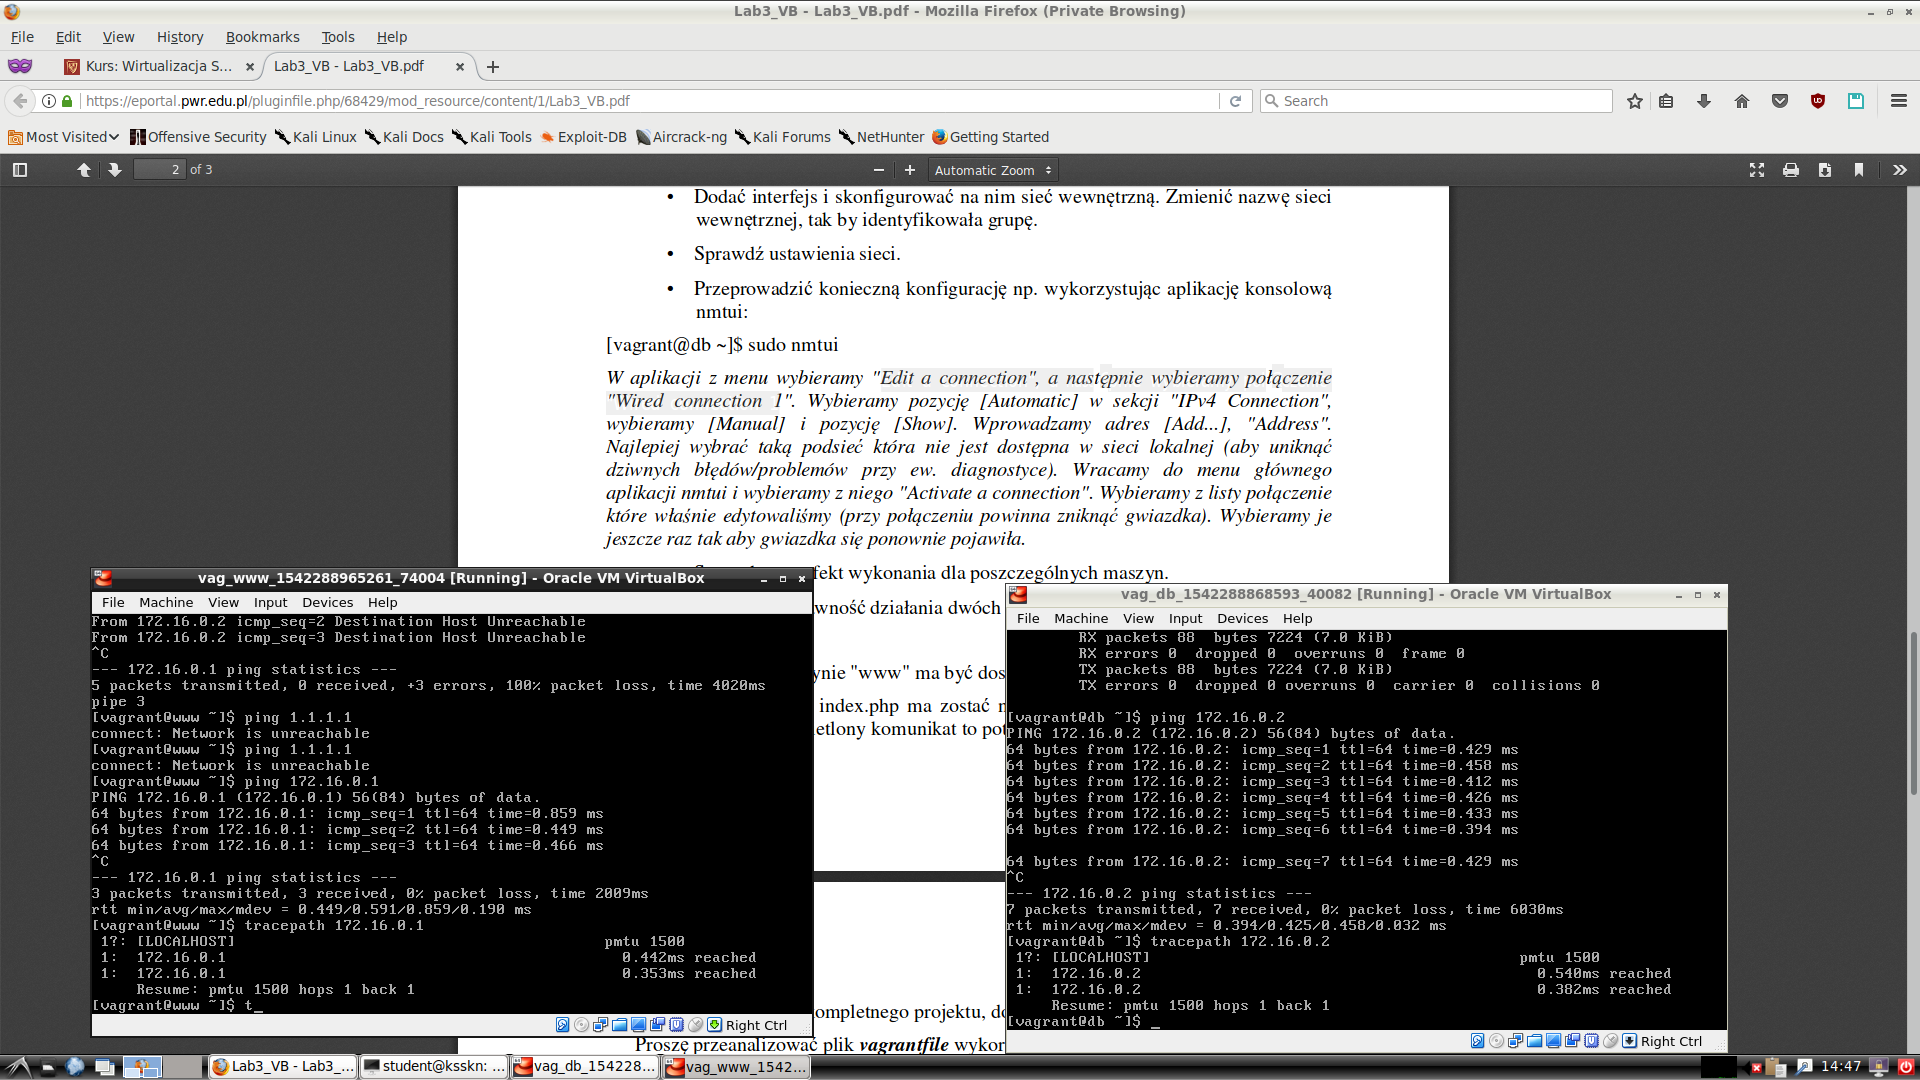 Lab3_VB - Lab3_VB.pdf - Mozilla Firefox (Private Browsing)
File Edit View History Bookmarks Tools Help
Kurs: Wirtualizacja S...
Lab3_VB - Lab3_VB.pdf
https://eportal.pwr.edu.pl/pluginfile.php/68429/mod_resource/content/1/Lab3_VB.pdf
Search
Most Visited Offensive Security Kali Linux Kali Docs Kali Tools Exploit-DB Aircrack-ng Kali Forums NetHunter Getting Started
2 of 3
Automatic Zoom
• Dodać interfejs i skonfigurować na nim sieć wewnętrzną. Zmienić nazwę sieci
wewnętrznej, tak by identyfikowała grupę.
• Sprawdź ustawienia sieci.
• Przeprowadzić konieczną konfigurację np. wykorzystując aplikację konsolową
nmtui:
[vagrant@db ~]$ sudo nmtui
W aplikacji z menu wybieramy "Edit a connection", a następnie wybieramy połączenie
"Wired connection 1". Wybieramy pozycję [Automatic] w sekcji "IPv4 Connection",
wybieramy [Manual] i pozycję [Show]. Wprowadzamy adres [Add...], "Address".
Najlepiej wybrać taką podsieć która nie jest dostępna w sieci lokalnej (aby uniknąć
dziwnych błędów/problemów przy ew. diagnostyce). Wracamy do menu głównego
aplikacji nmtui i wybieramy z niego "Activate a connection". Wybieramy z listy połączenie
które właśnie edytowaliśmy (przy połączeniu powinna zniknąć gwiazdka). Wybieramy je
jeszcze raz tak aby gwiazdka się ponownie pojawiła.
fekt wykonania dla poszczególnych maszyn.
wność działania dwóch
ynie "www" ma być dos
index.php ma zostać n
ietlony komunikat to pot
ompletnego projektu, do
Proszę przeanalizować plik vagrantfile wykor
vag_www_1542288965261_74004 [Running] - Oracle VM VirtualBox
File Machine View Input Devices Help
From 172.16.0.2 icmp_seq=2 Destination Host Unreachable
From 172.16.0.2 icmp_seq=3 Destination Host Unreachable
^C
--- 172.16.0.1 ping statistics ---
5 packets transmitted, 0 received, +3 errors, 100% packet loss, time 4020ms
pipe 3
[vagrant@www ~]$ ping 1.1.1.1
connect: Network is unreachable
[vagrant@www ~]$ ping 1.1.1.1
connect: Network is unreachable
[vagrant@www ~]$ ping 172.16.0.1
PING 172.16.0.1 (172.16.0.1) 56(84) bytes of data.
64 bytes from 172.16.0.1: icmp_seq=1 ttl=64 time=0.859 ms
64 bytes from 172.16.0.1: icmp_seq=2 ttl=64 time=0.449 ms
64 bytes from 172.16.0.1: icmp_seq=3 ttl=64 time=0.466 ms
^C
--- 172.16.0.1 ping statistics ---
3 packets transmitted, 3 received, 0% packet loss, time 2009ms
rtt min/avg/max/mdev = 0.449/0.591/0.859/0.190 ms
[vagrant@www ~]$ tracepath 172.16.0.1
1?: [LOCALHOST] pmtu 1500
1: 172.16.0.1 0.442ms reached
1: 172.16.0.1 0.353ms reached
Resume: pmtu 1500 hops 1 back 1
[vagrant@www ~]$ t_
Right Ctrl
vag_db_1542288868593_40082 [Running] - Oracle VM VirtualBox
File Machine View Input Devices Help
RX packets 88 bytes 7224 (7.0 KiB)
RX errors 0 dropped 0 overruns 0 frame 0
TX packets 88 bytes 7224 (7.0 KiB)
TX errors 0 dropped 0 overruns 0 carrier 0 collisions 0
[vagrant@db ~]$ ping 172.16.0.2
PING 172.16.0.2 (172.16.0.2) 56(84) bytes of data.
64 bytes from 172.16.0.2: icmp_seq=1 ttl=64 time=0.429 ms
64 bytes from 172.16.0.2: icmp_seq=2 ttl=64 time=0.458 ms
64 bytes from 172.16.0.2: icmp_seq=3 ttl=64 time=0.412 ms
64 bytes from 172.16.0.2: icmp_seq=4 ttl=64 time=0.426 ms
64 bytes from 172.16.0.2: icmp_seq=5 ttl=64 time=0.433 ms
64 bytes from 172.16.0.2: icmp_seq=6 ttl=64 time=0.394 ms
64 bytes from 172.16.0.2: icmp_seq=7 ttl=64 time=0.429 ms
^C
--- 172.16.0.2 ping statistics ---
7 packets transmitted, 7 received, 0% packet loss, time 6030ms
rtt min/avg/max/mdev = 0.394/0.425/0.458/0.032 ms
[vagrant@db ~]$ tracepath 172.16.0.2
1?: [LOCALHOST] pmtu 1500
1: 172.16.0.2 0.540ms reached
1: 172.16.0.2 0.382ms reached
Resume: pmtu 1500 hops 1 back 1
[vagrant@db ~]$ _
Right Ctrl
Lab3_VB - Lab3_...
student@ksskn: ...
vag_db_154228...
vag_www_1542...
14:47